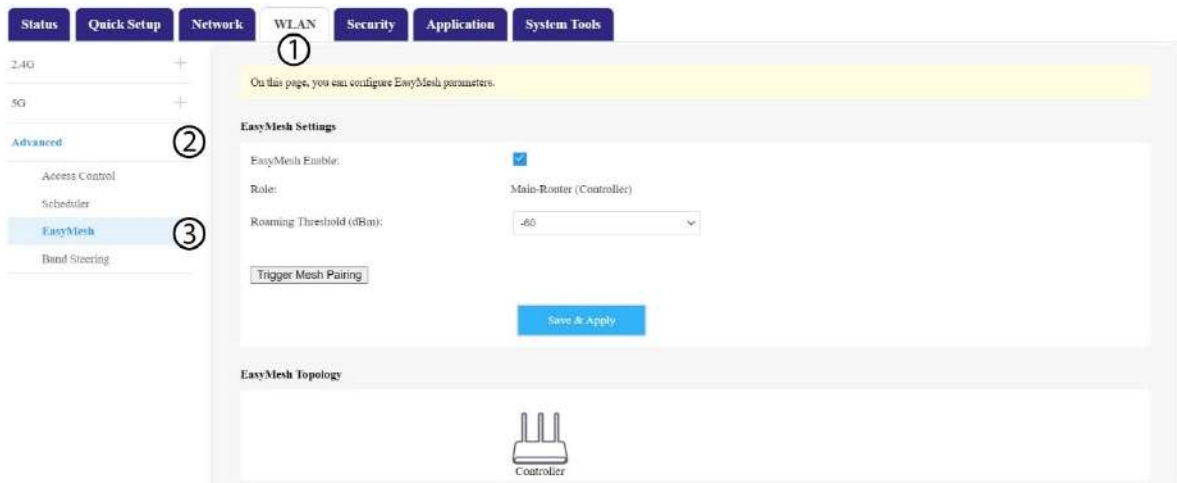 Status Quick Setup Network WLAN Security Application System Tools
①
2.4G +
5G +
Advanced ②
Access Control
Scheduler
EasyMesh ③
Band Steering
On this page, you can configure EasyMesh parameters.
EasyMesh Settings
EasyMesh Enable:
Role: Main-Router (Controller)
Roaming Threshold (dBm): -60
Trigger Mesh Pairing
Save & Apply
EasyMesh Topology
Controller